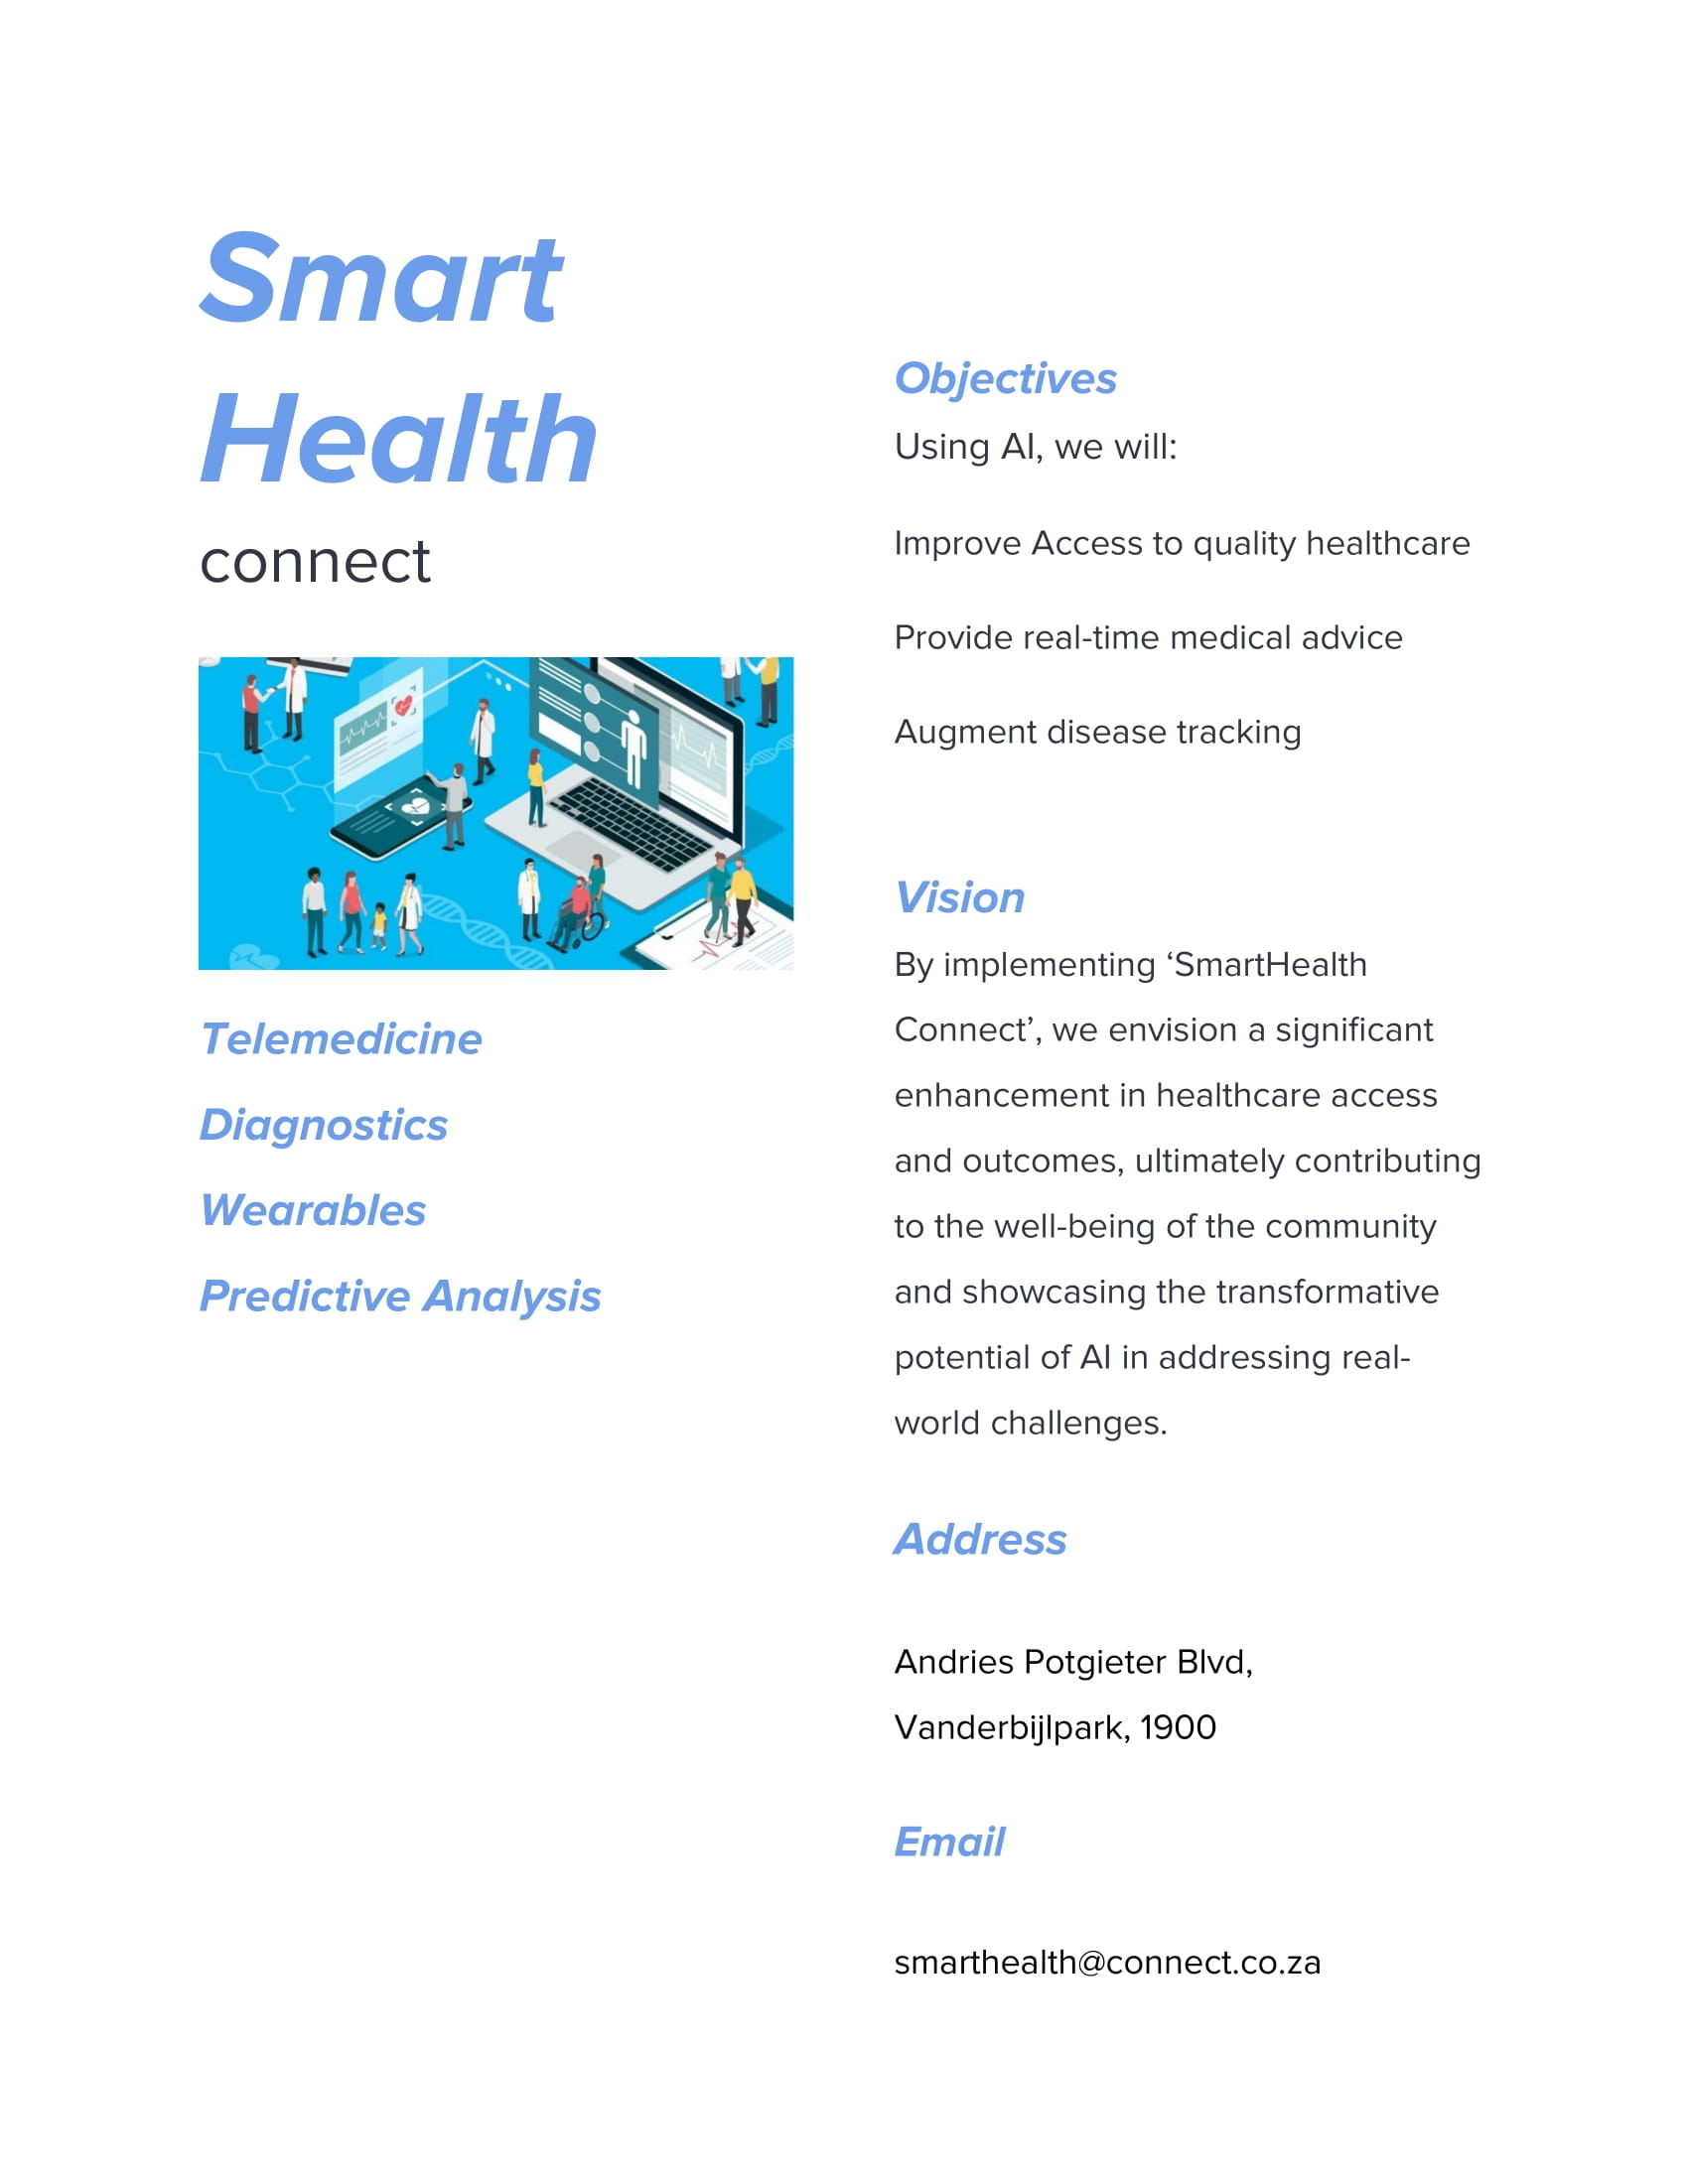 Smart
Health
connect
Telemedicine
Diagnostics
Wearables
Predictive Analysis
Objectives
Using AI, we will:
Improve Access to quality healthcare
Provide real-time medical advice
Augment disease tracking
Vision
By implementing ‘SmartHealth
Connect’, we envision a significant
enhancement in healthcare access
and outcomes, ultimately contributing
to the well-being of the community
and showcasing the transformative
potential of AI in addressing real-
world challenges.
Address
Andries Potgieter Blvd,
Vanderbijlpark, 1900
Email
smarthealth@connect.co.za